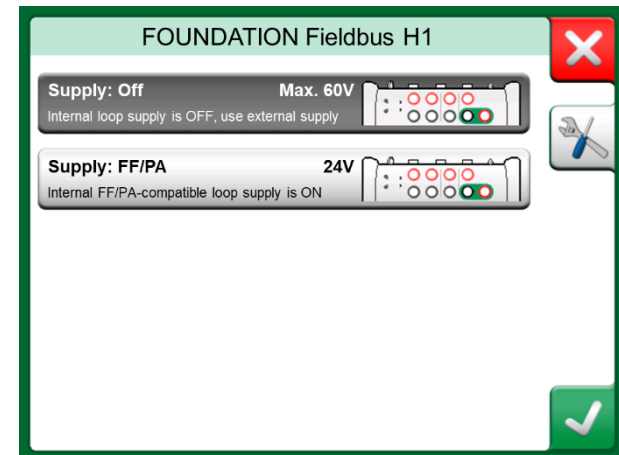 FOUNDATION Fieldbus H1
Supply: Off Max. 60V
Internal loop supply is OFF, use external supply
Supply: FF/PA 24V
Internal FF/PA-compatible loop supply is ON